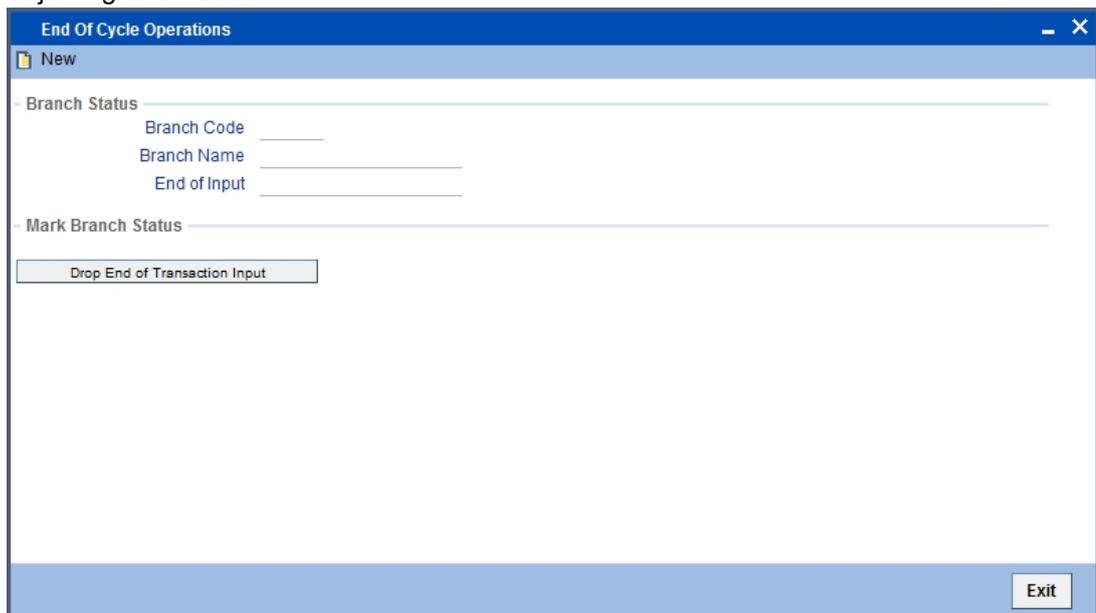 End Of Cycle Operations
New
Branch Status
Branch Code
Branch Name
End of Input
Mark Branch Status
Drop End of Transaction Input
Exit